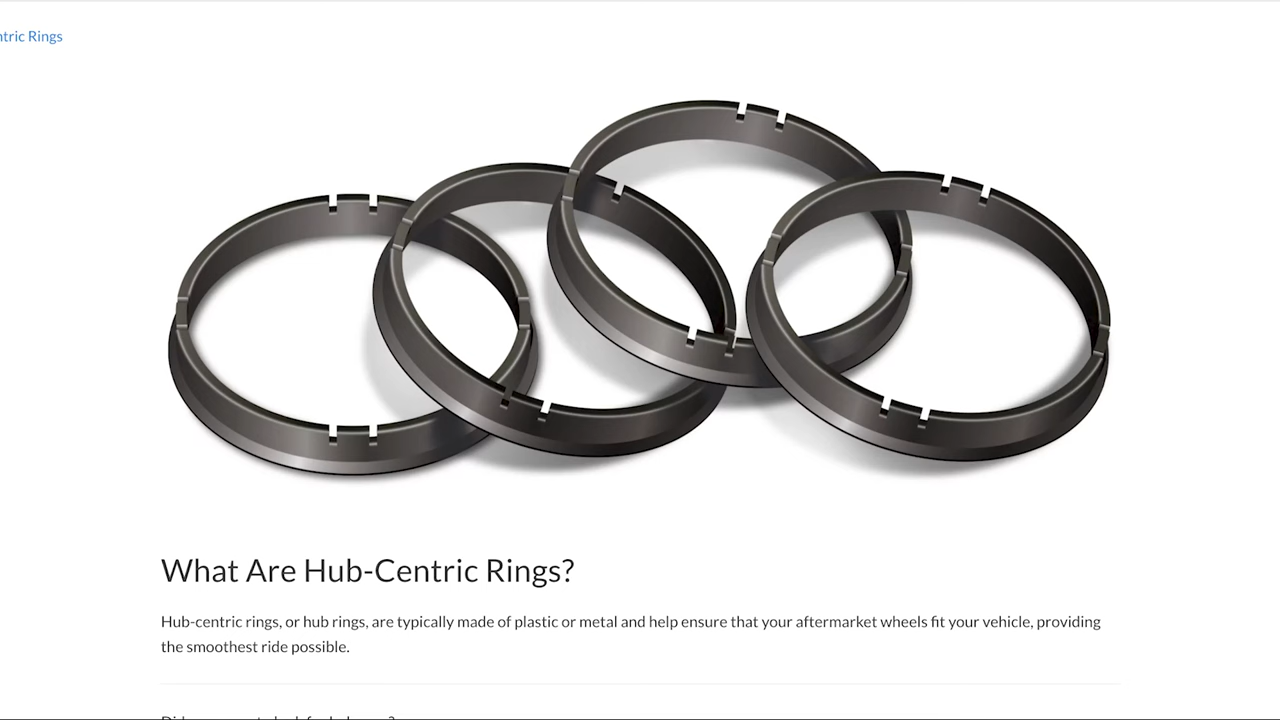 ntric Rings
What Are Hub-Centric Rings?
Hub-centric rings, or hub rings, are typically made of plastic or metal and help ensure that your aftermarket wheels fit your vehicle, providing
the smoothest ride possible.